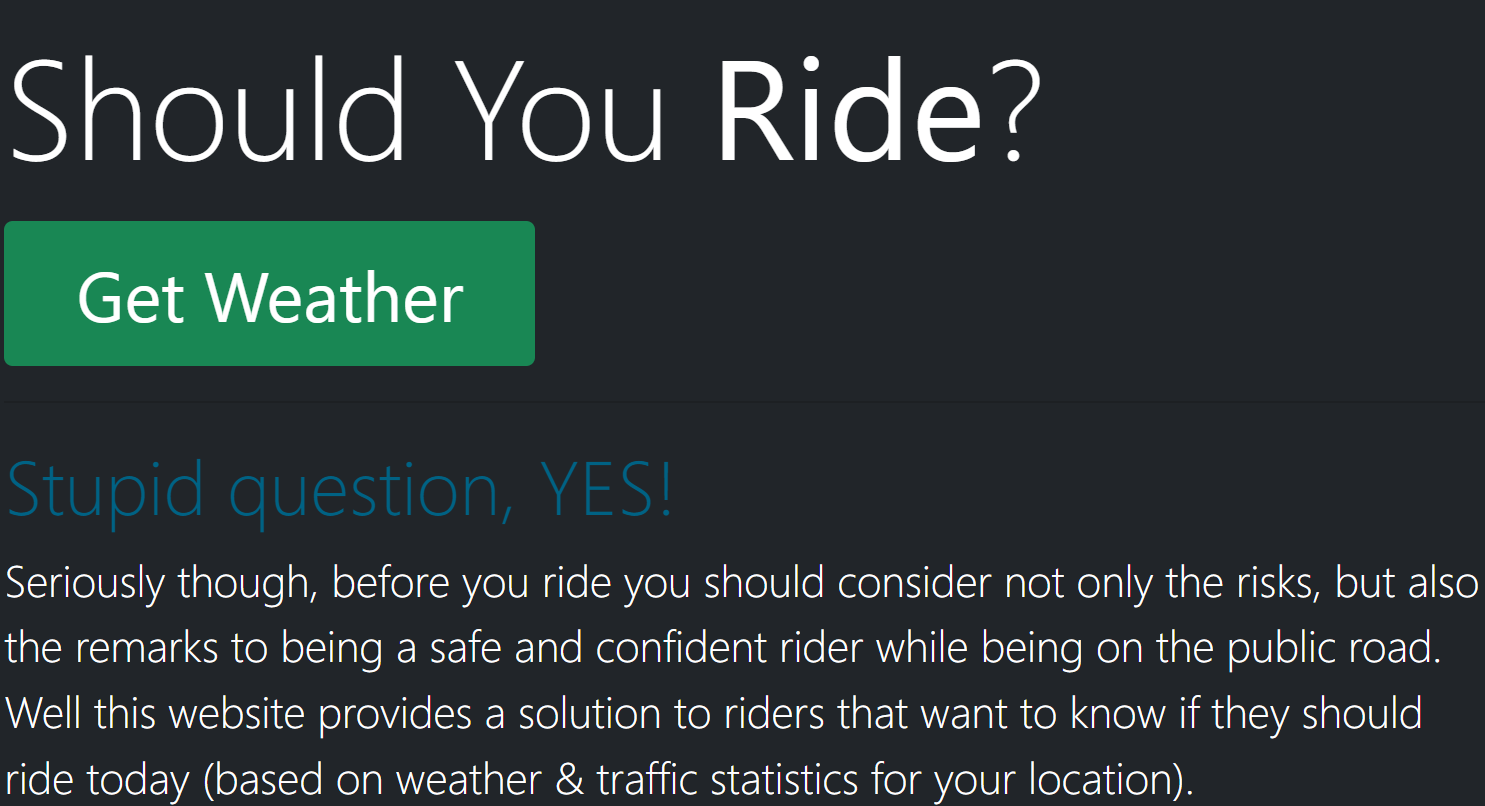 Should You Ride?
Get Weather
Stupid question, YES!
Seriously though, before you ride you should consider not only the risks, but also
the remarks to being a safe and confident rider while being on the public road.
Well this website provides a solution to riders that want to know if they should
ride today (based on weather & traffic statistics for your location).